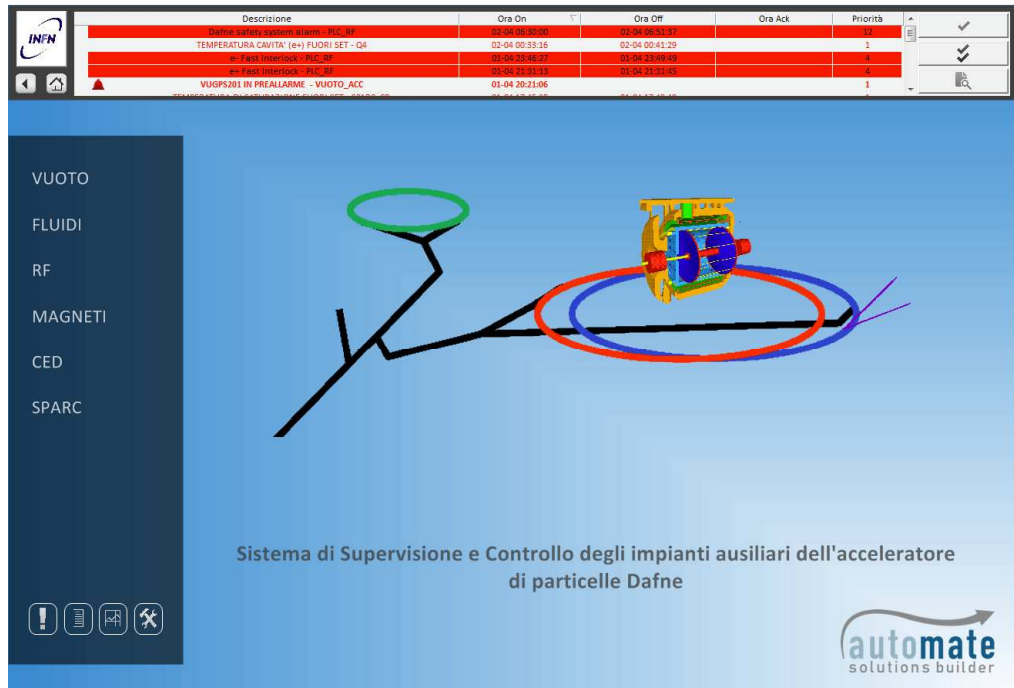 INFN
Descrizione Ora On Ora Off Ora Ack Priorità
Dafne safety system alarm - PLC_RF 02-04 06:30:00 02-04 06:51:37 12
TEMPERATURA CAVITA' (e+) FUORI SET - Q4 02-04 00:33:16 02-04 00:41:29 1
e- Fast Interlock - PLC_RF 01-04 23:46:27 01-04 23:49:49 4
e+ Fast Interlock - PLC_RF 01-04 21:31:13 01-04 21:31:45 4
VUGPS201 IN PREALLARME - VUOTO_ACC 01-04 20:21:06 1
VUOTO
FLUIDI
RF
MAGNETI
CED
SPARC
Sistema di Supervisione e Controllo degli impianti ausiliari dell'acceleratore
di particelle Dafne
automate
solutions builder